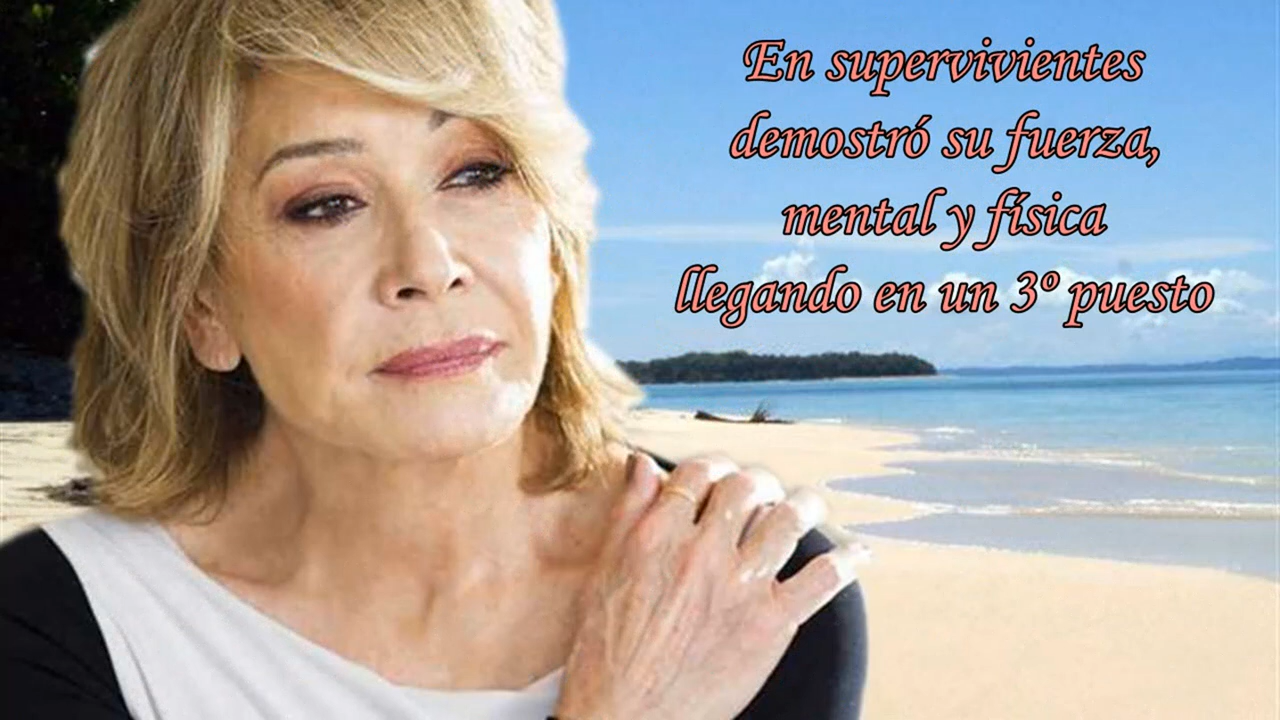 En supervivientes
demostró su fuerza,
mental y física
llegando en un 3º puesto